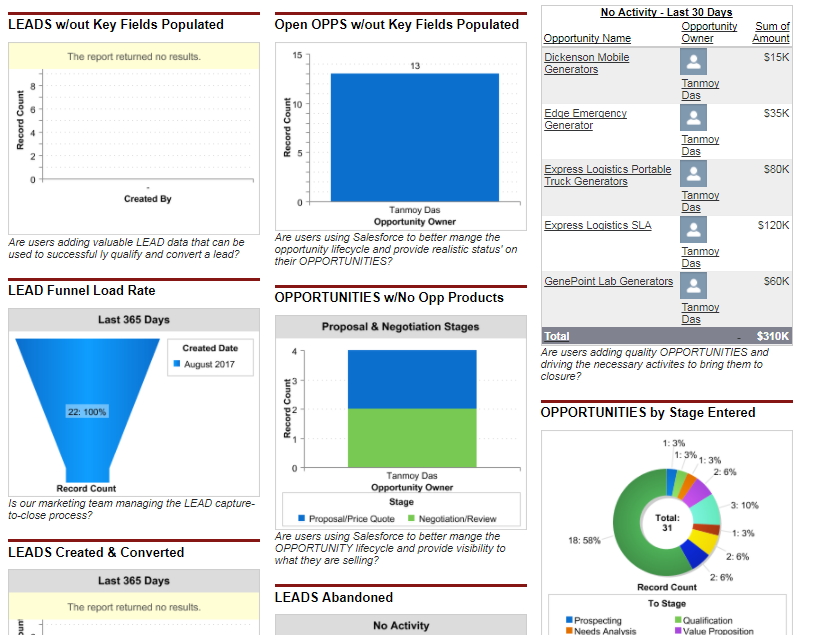 LEADS w/out Key Fields Populated
The report returned no results.
8
6
4
2
0
Record Count
-
Created By
Are users adding valuable LEAD data that can be
used to successful ly qualify and convert a lead?
LEAD Funnel Load Rate
Last 365 Days
Created Date
August 2017
22: 100%
Record Count
Is our marketing team managing the LEAD capture-
to-close process?
LEADS Created & Converted
Last 365 Days
The report returned no results.
Open OPPS w/out Key Fields Populated
15
10
5
0
Record Count
13
Tanmoy Das
Opportunity Owner
Are users using Salesforce to better mange the
opportunity lifecycle and provide realistic status' on
their OPPORTUNITIES?
OPPORTUNITIES w/No Opp Products
Proposal & Negotiation Stages
4
3
2
1
0
Record Count
Tanmoy Das
Opportunity Owner
Stage
Proposal/Price Quote Negotiation/Review
Are users using Salesforce to better mange the
OPPORTUNITY lifecycle and provide visibility to
what they are selling?
LEADS Abandoned
No Activity
No Activity - Last 30 Days
Opportunity Name Opportunity Owner Sum of Amount
Dickenson Mobile Generators Tanmoy Das $15K
Edge Emergency Generator Tanmoy Das $35K
Express Logistics Portable Truck Generators Tanmoy Das $80K
Express Logistics SLA Tanmoy Das $120K
GenePoint Lab Generators Tanmoy Das $60K
Total - $310K
Are users adding quality OPPORTUNITIES and
driving the necessary activites to bring them to
closure?
OPPORTUNITIES by Stage Entered
1: 3%
1: 3%
1: 3%
2: 6%
3: 10%
1: 3%
2: 6%
2: 6%
18: 58%
Total:
31
Record Count
To Stage
Prospecting Qualification
Needs Analysis Value Proposition